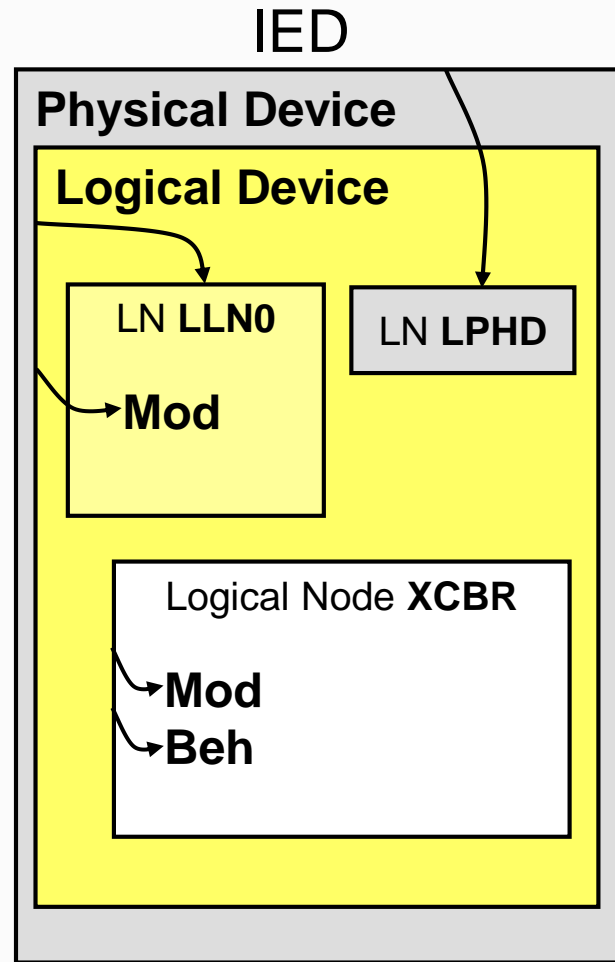 IED
Physical Device
Logical Device
LN LLN0
LN LPHD
Mod
Logical Node XCBR
Mod
Beh